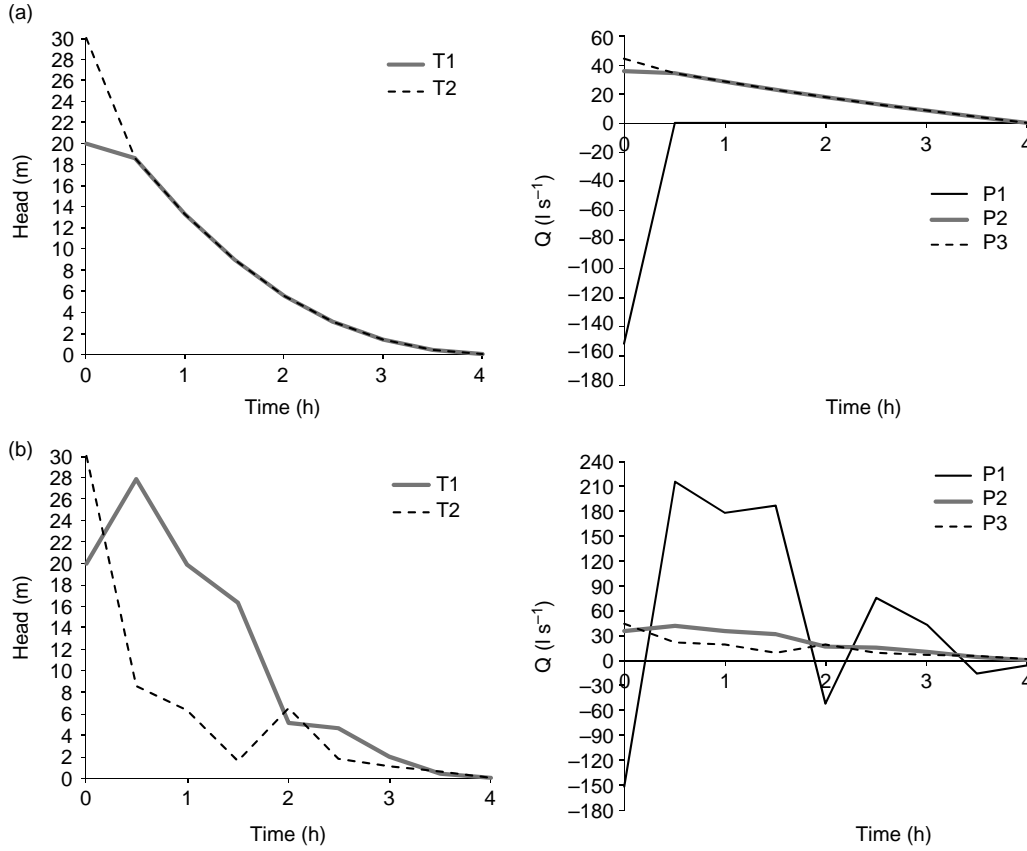 (a)
30
28
26
24
22
20
18
16
14
12
10
8
6
4
2
0
Head (m)
T1
T2
0 1 2 3 4
Time (h)
60
40
20
0
−20
−40
−60
−80
−100
−120
−140
−160
−180
Q (l s⁻¹)
0 1 2 3 4
P1
P2
P3
Time (h)
(b)
30
28
26
24
22
20
18
16
14
12
10
8
6
4
2
0
Head (m)
T1
T2
0 1 2 3 4
Time (h)
240
210
180
150
120
90
60
30
0
−30
−60
−90
−120
−150
−180
Q (l s⁻¹)
P1
P2
P3
0 1 2 3 4
Time (h)